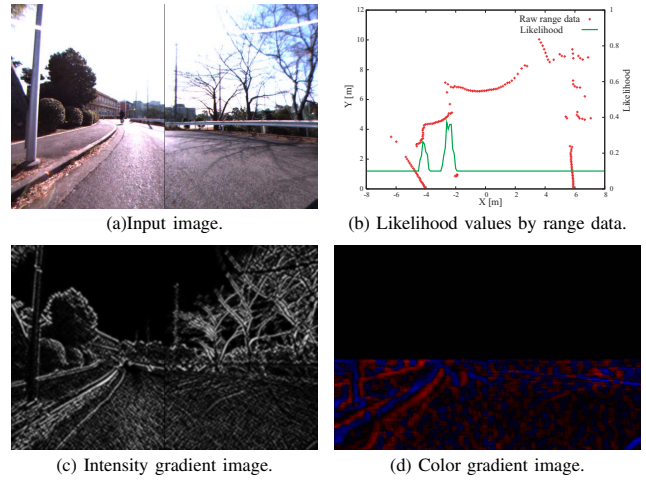 (a)Input image.
12
10
8
6
4
2
0
Y [m]
-8
-6
-4
-2
0
2
4
6
8
X [m]
1
0.8
0.6
0.4
0.2
0
Likelihood
Raw range data
Likelihood
(b) Likelihood values by range data.
(c) Intensity gradient image.
(d) Color gradient image.